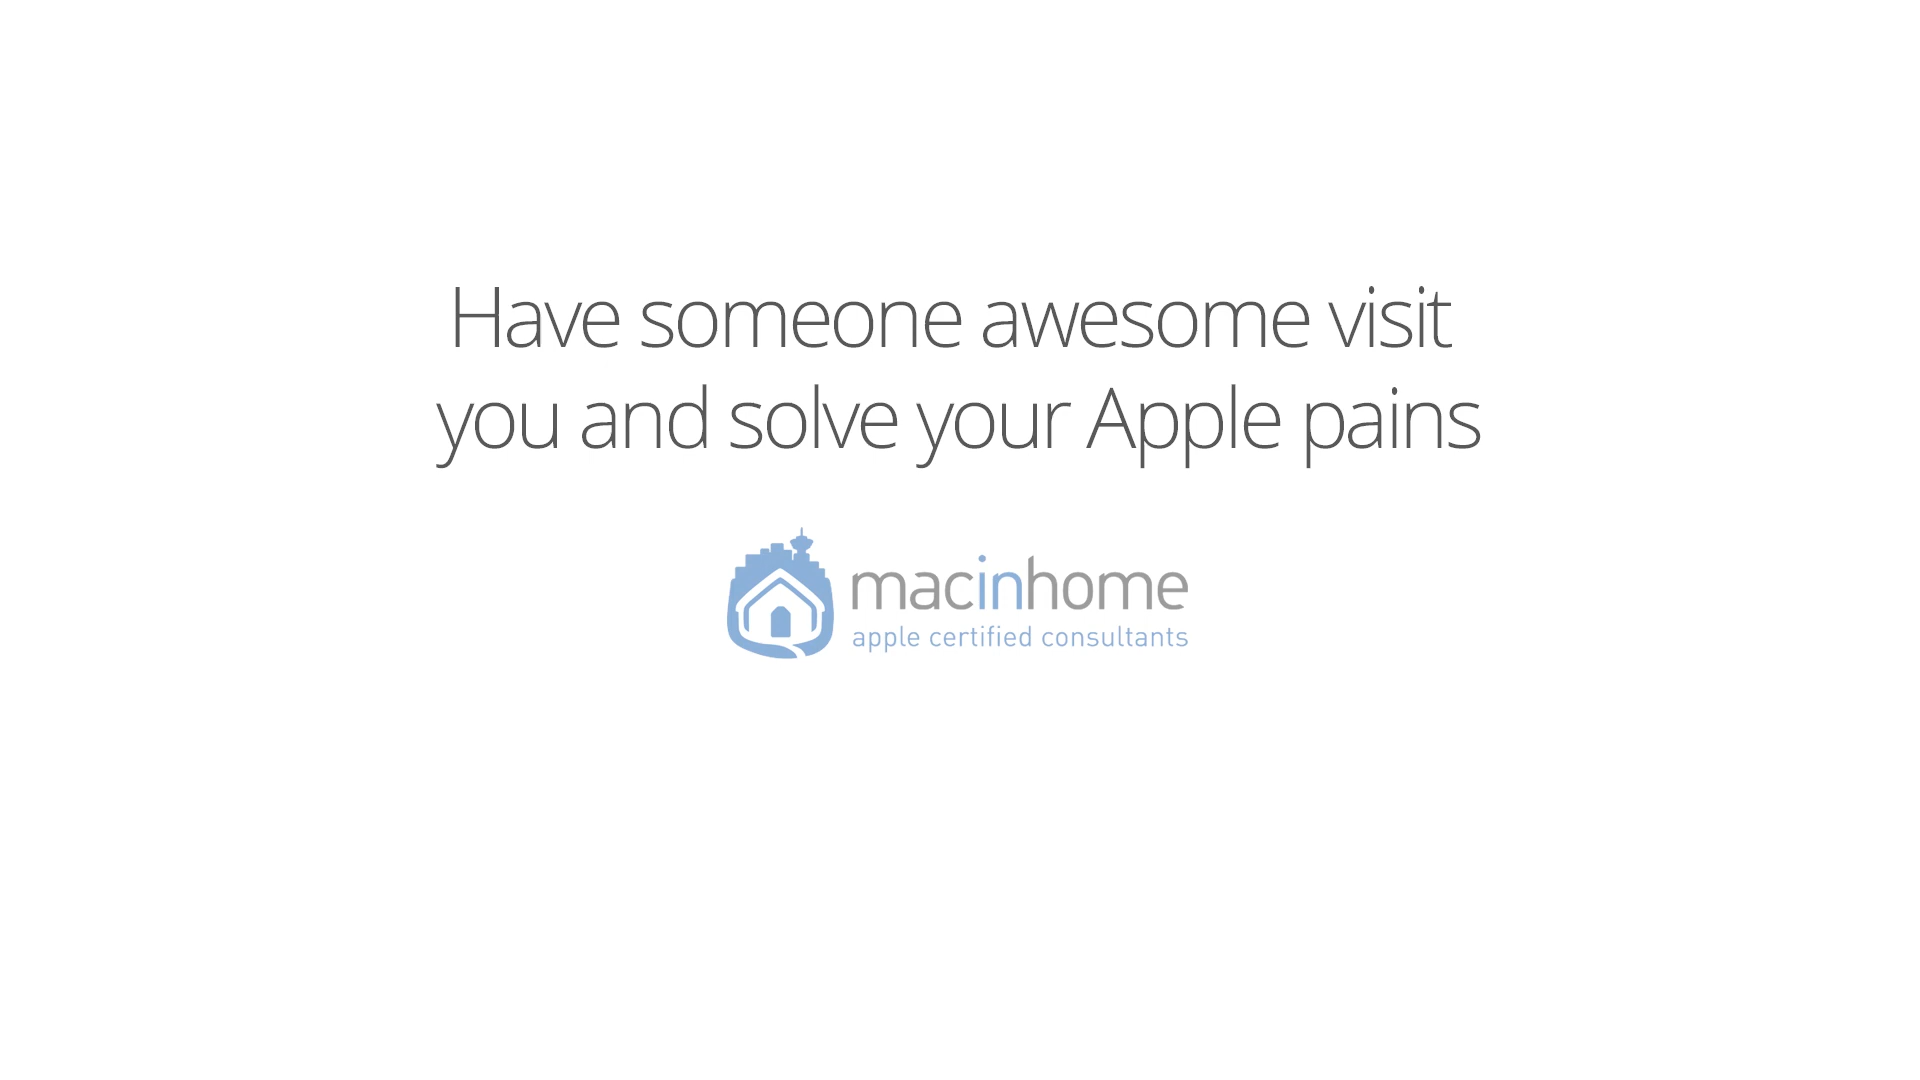 Have someone awesome visit
you and solve your Apple pains
macinhome
apple certified consultants